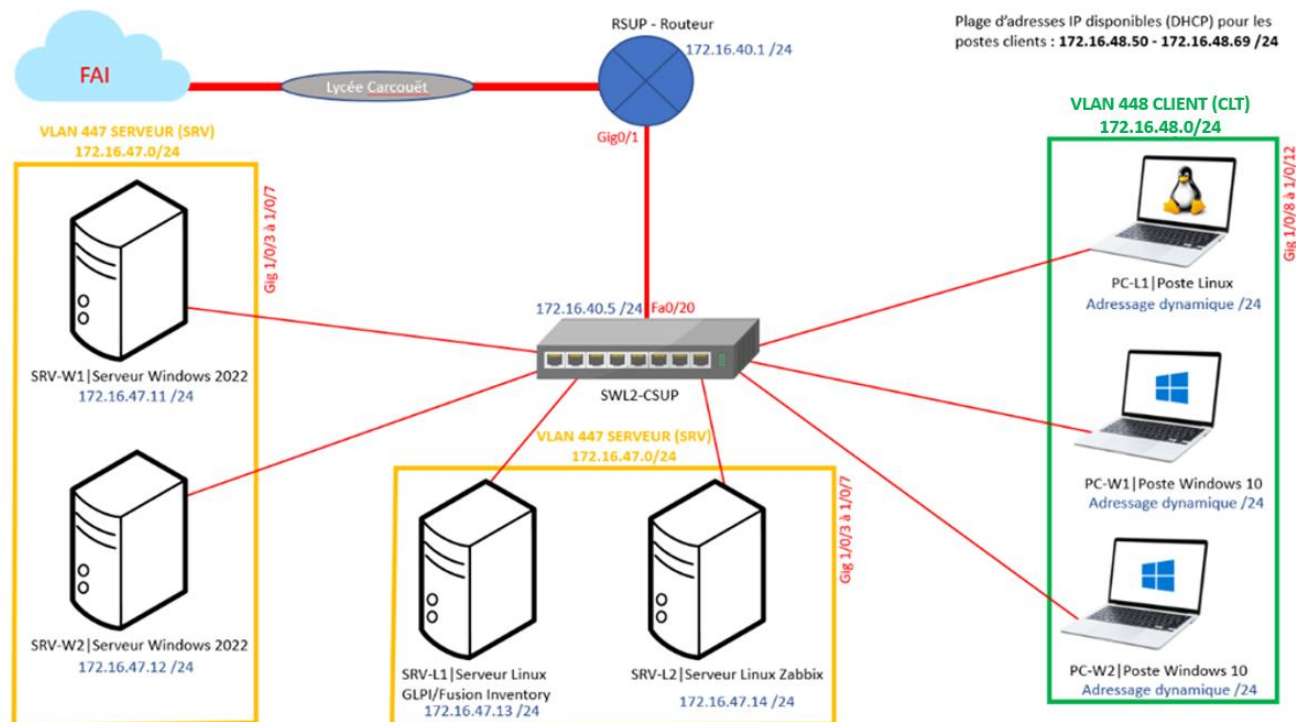 RSUP - Routeur
172.16.40.1 /24
Plage d'adresses IP disponibles (DHCP) pour les
postes clients : 172.16.48.50 - 172.16.48.69 /24
FAI
Lycée Carcouët
Gig0/1
VLAN 447 SERVEUR (SRV)
172.16.47.0/24
Gig 1/0/3 à 1/0/7
SRV-W1|Serveur Windows 2022
172.16.47.11 /24
SRV-W2|Serveur Windows 2022
172.16.47.12 /24
172.16.40.5 /24
Fa0/20
SWL2-CSUP
VLAN 447 SERVEUR (SRV)
172.16.47.0/24
Gig 1/0/3 à 1/0/7
SRV-L1|Serveur Linux
GLPI/Fusion Inventory
172.16.47.13 /24
SRV-L2|Serveur Linux Zabbix
172.16.47.14 /24
VLAN 448 CLIENT (CLT)
172.16.48.0/24
Gig 1/0/8 à 1/0/12
PC-L1|Poste Linux
Adressage dynamique /24
PC-W1|Poste Windows 10
Adressage dynamique /24
PC-W2|Poste Windows 10
Adressage dynamique /24